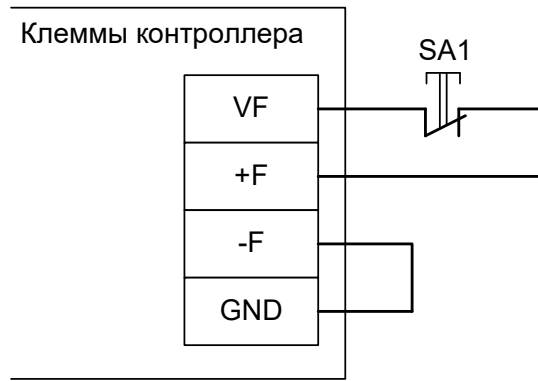 Клеммы контроллера
SA1
VF
+F
-F
GND